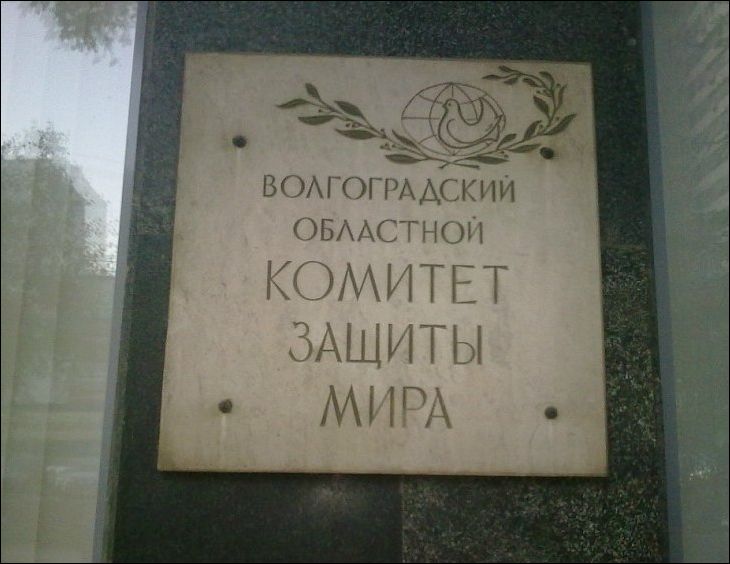 ВОЛГОГРАДСКИЙ
ОБЛАСТНОЙ
КОМИТЕТ
ЗАЩИТЫ
МИРА